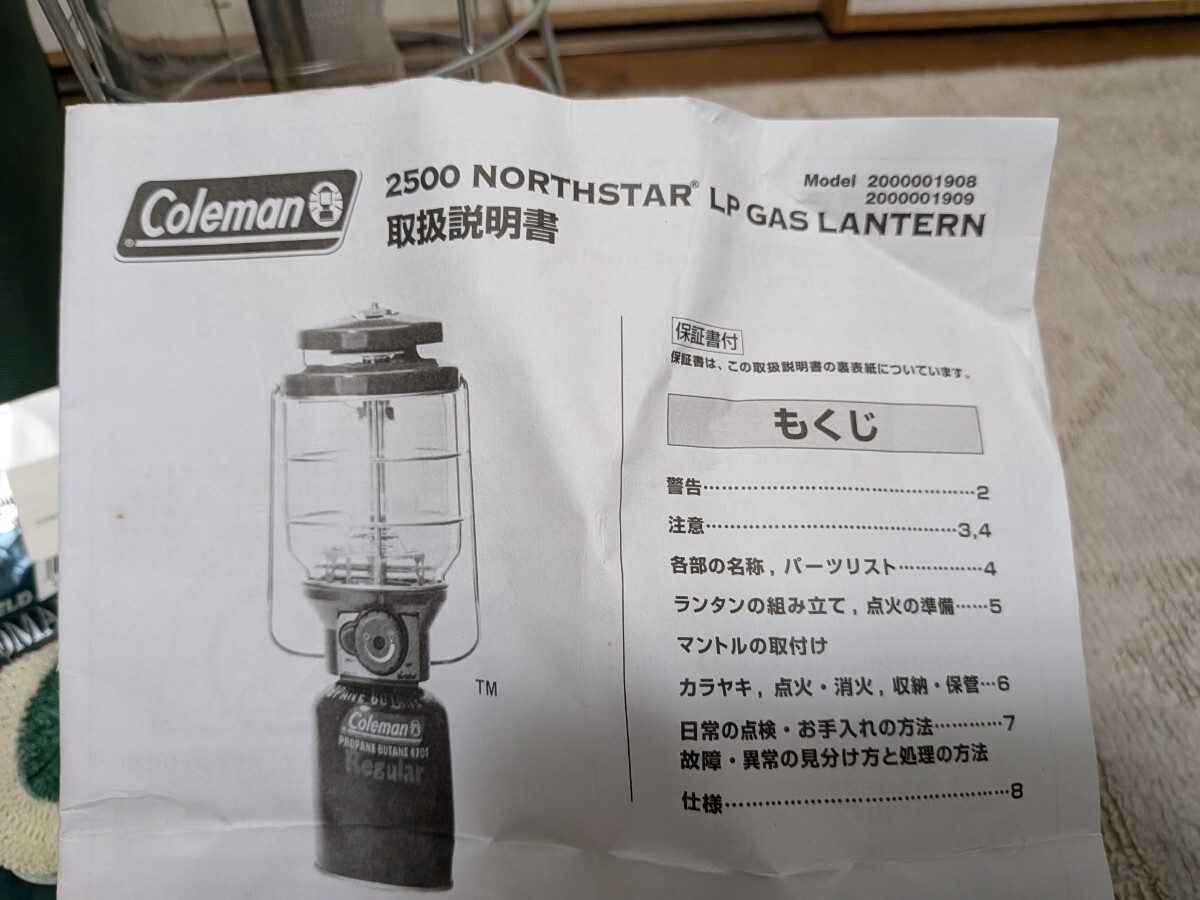 Coleman
2500 NORTHSTAR® LP GAS LANTERN
Model 2000001908
2000001909
取扱説明書
保証書付
保証書は、この取扱説明書の裏表紙についています。
もくじ
警告…………………………………2
注意………………………………3,4
各部の名称, パーツリスト……………4
ランタンの組み立て, 点火の準備……5
マントルの取付け
カラヤキ, 点火・消火, 収納・保管…6
日常の点検・お手入れの方法…………7
故障・異常の見分け方と処理の方法
仕様…………………………………8
TM
Coleman
PROPANE BUTANE 470T
Regular